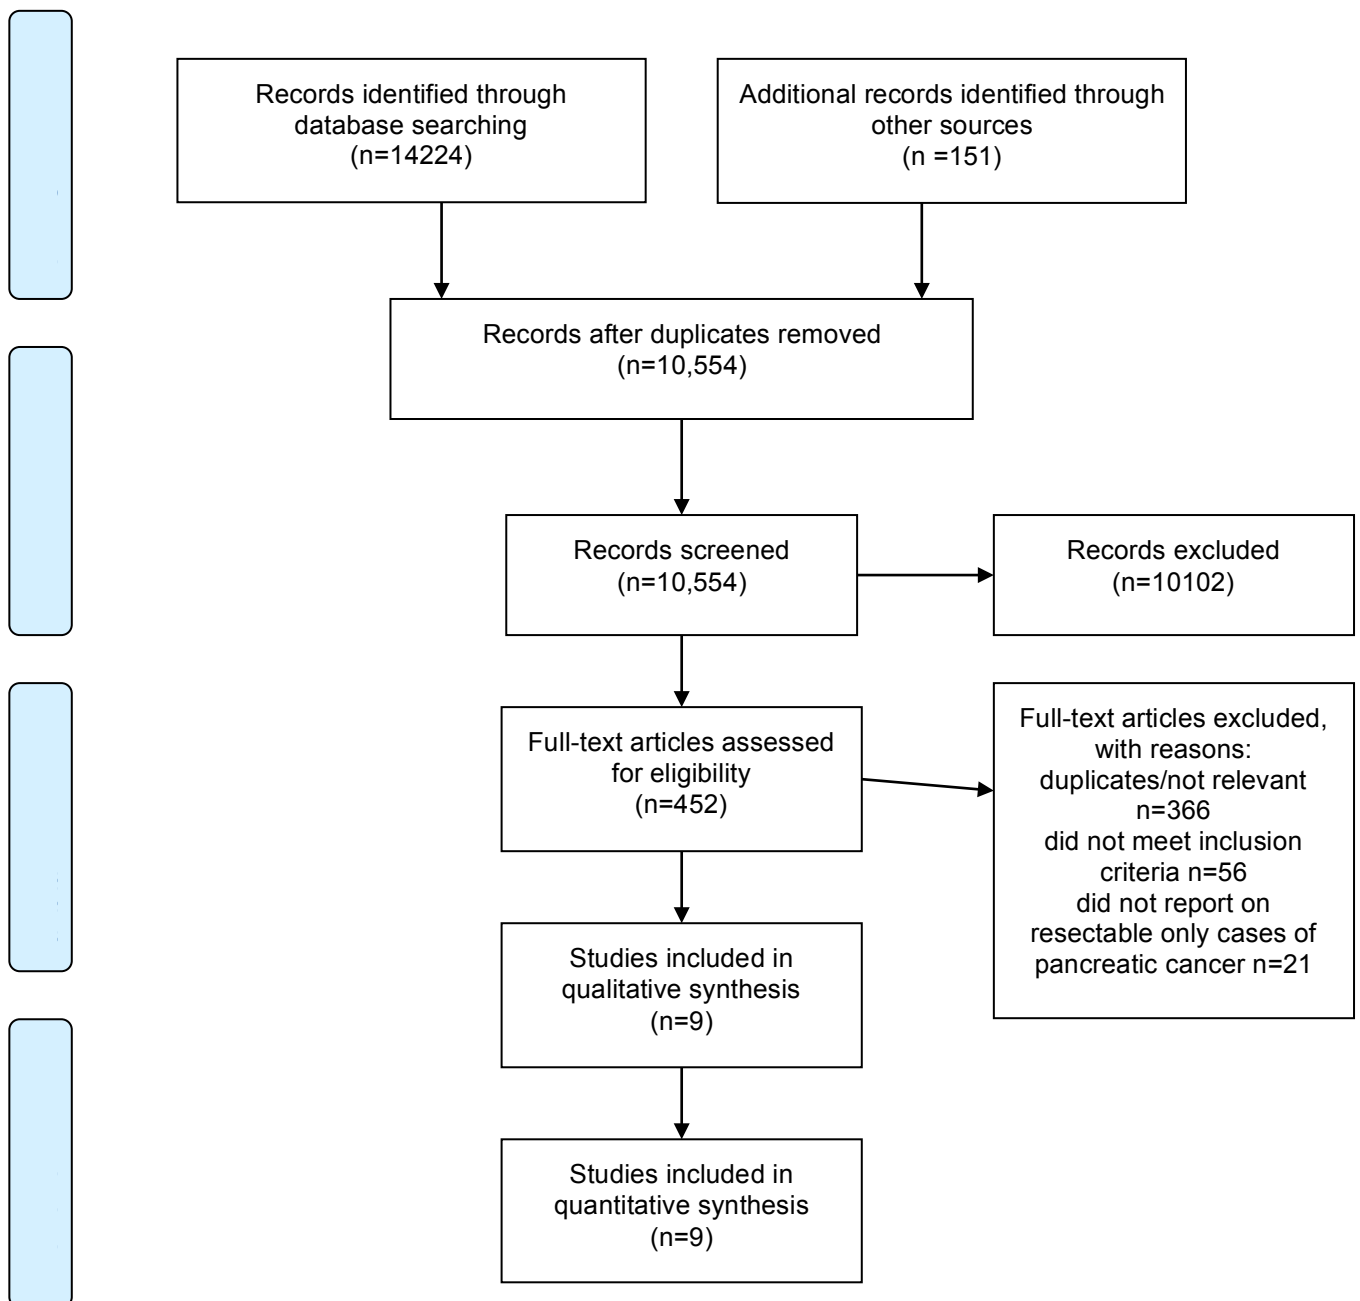 Records identified through
database searching
(n=14224)
Additional records identified through
other sources
(n =151)
Records after duplicates removed
(n=10,554)
Records screened
(n=10,554)
Records excluded
(n=10102)
Full-text articles assessed
for eligibility
(n=452)
Full-text articles excluded,
with reasons:
duplicates/not relevant
n=366
did not meet inclusion
criteria n=56
did not report on
resectable only cases of
pancreatic cancer n=21
Studies included in
qualitative synthesis
(n=9)
Studies included in
quantitative synthesis
(n=9)